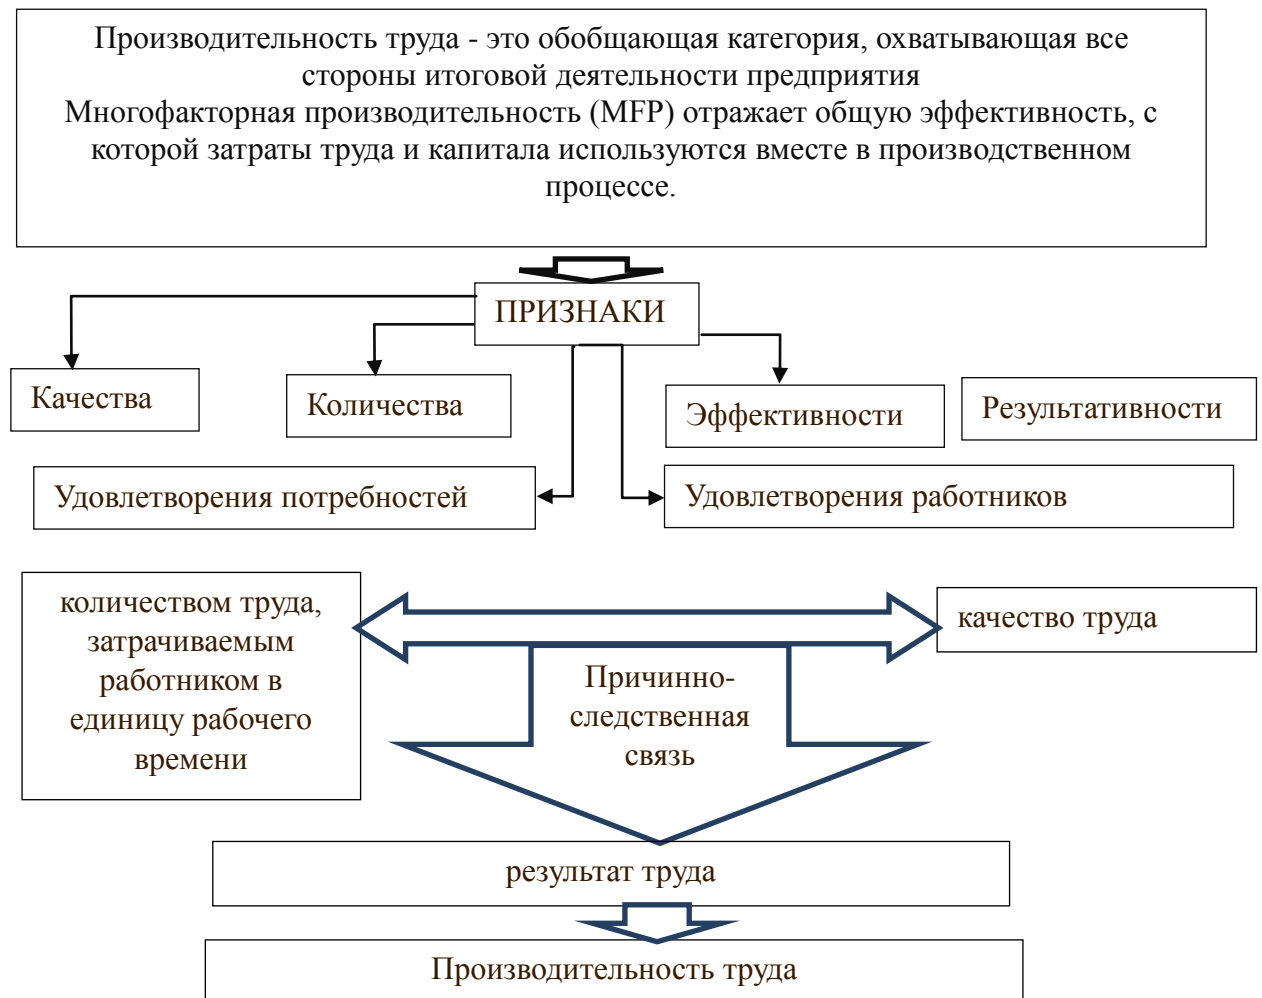 Производительность труда - это обобщающая категория, охватывающая все
стороны итоговой деятельности предприятия
Многофакторная производительность (MFP) отражает общую эффективность, с
которой затраты труда и капитала используются вместе в производственном
процессе.
ПРИЗНАКИ
Качества
Количества
Эффективности
Результативности
Удовлетворения потребностей
Удовлетворения работников
количеством труда,
затрачиваемым
работником в
единицу рабочего
времени
качество труда
Причинно-
следственная
связь
результат труда
Производительность труда